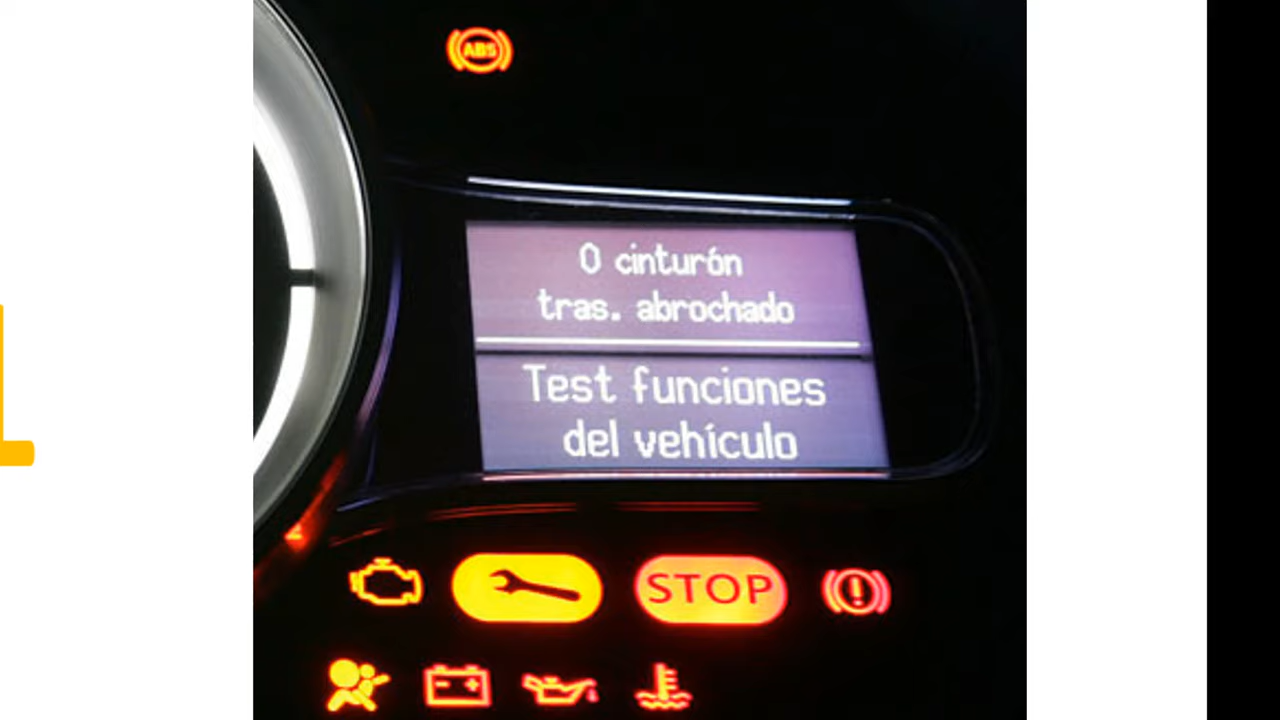 ABS
0 cinturón
tras. abrochado
Test funciones
del vehículo
STOP